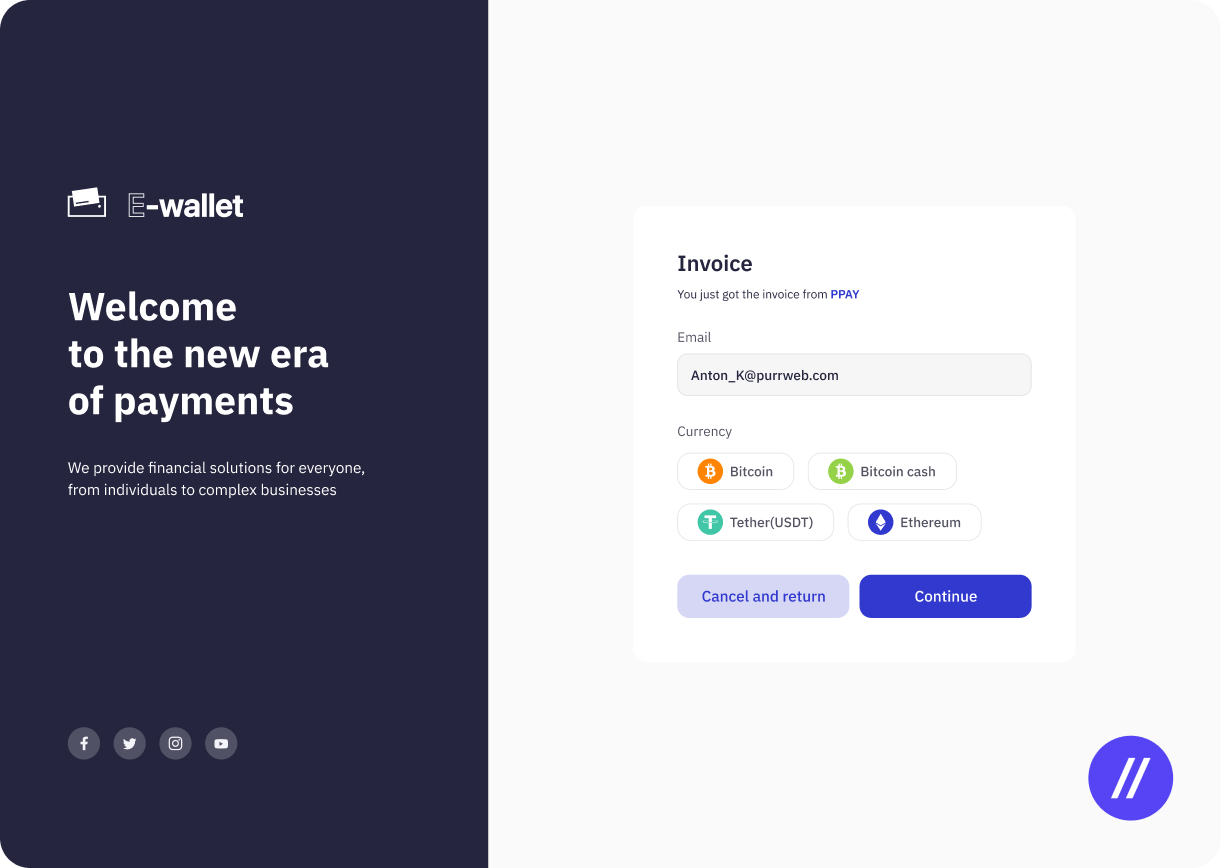 E-wallet
Welcome
to the new era
of payments
We provide financial solutions for everyone,
from individuals to complex businesses
Invoice
You just got the invoice from PPAY
Email
Anton_K@purrweb.com
Currency
Bitcoin
Bitcoin cash
Tether(USDT)
Ethereum
Cancel and return
Continue